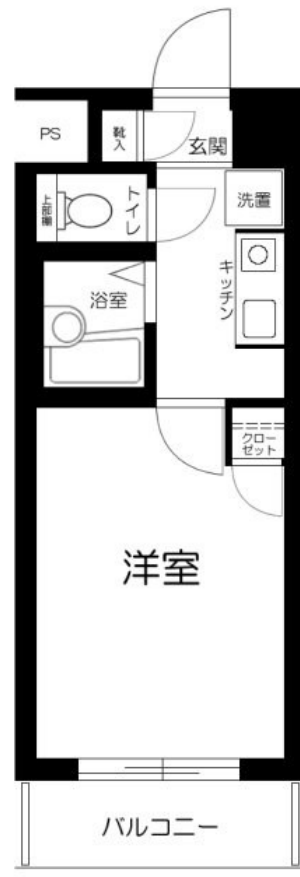 PS
靴入
玄関
上部棚
トイレ
洗置
キッチン
浴室
クロー
ゼット
洋室
バルコニー